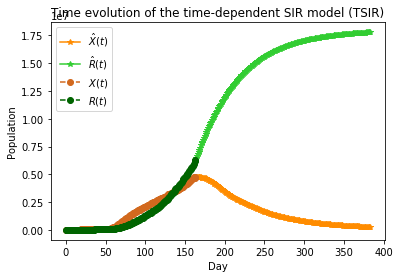 Time evolution of the time-dependent SIR model (TSIR)
1e7
X̂(t)
R̂(t)
X(t)
R(t)
Population
1.75
1.50
1.25
1.00
0.75
0.50
0.25
0.00
0 50 100 150 200 250 300 350 400
Day